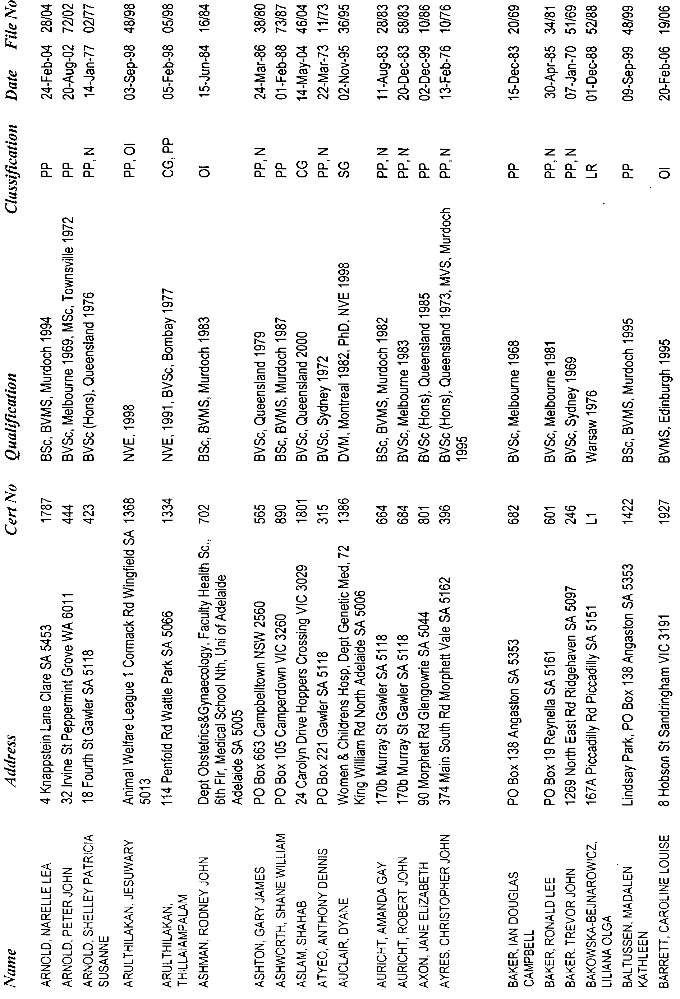 Name Address Cert No Qualification Classification Date File No
ARNOLD, NARELLE LEA 4 Knappstein Lane Clare SA 5453 1787 BSc, BVMS, Murdoch 1994 PP 24-Feb-04 28/04
ARNOLD, PETER JOHN 32 Irvine St Peppermint Grove WA 6011 444 BVSc, Melbourne 1969, MSc, Townsville 1972 PP 20-Aug-02 72/02
ARNOLD, SHELLEY PATRICIA 18 Fourth St Gawler SA 5118 423 BVSc (Hons), Queensland 1976 PP, N 14-Jan-77 02/77
SUSANNE
ARULTHILAKAN, JESUWARY Animal Welfare League 1 Cormack Rd Wingfield SA 1368 NVE, 1998 PP, OI 03-Sep-98 48/98
5013
ARULTHILAKAN, 114 Penfold Rd Wattle Park SA 5066 1334 NVE, 1991, BVSc, Bombay 1977 CG, PP 05-Feb-98 05/98
THILLAIAMPALAM
ASHMAN, RODNEY JOHN Dept Obstetrics&Gynaecology, Faculty Health Sc., 702 BSc, BVMS, Murdoch 1983 OI 15-Jun-84 16/84
6th Flr, Medical School Nth, Uni of Adelaide
Adelaide SA 5005
ASHTON, GARY JAMES PO Box 663 Campbelltown NSW 2560 565 BVSc, Queensland 1979 PP, N 24-Mar-86 38/80
ASHWORTH, SHANE WILLIAM PO Box 105 Camperdown VIC 3260 890 BSc, BVMS, Murdoch 1987 PP 01-Feb-88 73/87
ASLAM, SHAHAB 24 Carolyn Drive Hoppers Crossing VIC 3029 1801 BVSc, Queensland 2000 CG 14-May-04 46/04
ATYEO, ANTHONY DENNIS PO Box 221 Gawler SA 5118 315 BVSc, Sydney 1972 PP, N 22-Mar-73 11/73
AUCLAIR, DYANE Women & Childrens Hosp, Dept Genetic Med, 72 1386 DVM, Montreal 1982, PhD, NVE 1998 SG 02-Nov-95 36/95
King William Rd North Adelaide SA 5006
AURICHT, AMANDA GAY 170b Murray St Gawler SA 5118 664 BSc, BVMS, Murdoch 1982 PP, N 11-Aug-83 28/83
AURICHT, ROBERT JOHN 170b Murray St Gawler SA 5118 684 BVSc, Melbourne 1983 PP, N 20-Dec-83 58/83
AXON, JANE ELIZABETH 90 Morphett Rd Glengowrie SA 5044 801 BVSc (Hons), Queensland 1985 PP 02-Dec-99 10/86
AYRES, CHRISTOPHER JOHN 374 Main South Rd Morphett Vale SA 5162 396 BVSc (Hons), Queensland 1973, MVS, Murdoch PP, N 13-Feb-76 10/76
1995
BAKER, IAN DOUGLAS PO Box 138 Angaston SA 5353 682 BVSc, Melbourne 1968 PP 15-Dec-83 20/69
CAMPBELL
BAKER, RONALD LEE PO Box 19 Reynella SA 5161 601 BVSc, Melbourne 1981 PP, N 30-Apr-85 34/81
BAKER, TREVOR JOHN 1269 North East Rd Ridgehaven SA 5097 246 BVSc, Sydney 1969 PP, N 07-Jan-70 51/69
BAKOWSKA-BEJNAROWICZ, 167A Piccadilly Rd Piccadilly SA 5151 L1 Warsaw 1976 LR 01-Dec-88 52/88
LILIANA OLGA
BALTUSSEN, MADALEN Lindsay Park, PO Box 138 Angaston SA 5353 1422 BSc, BVMS, Murdoch 1995 PP 09-Sep-99 48/99
KATHLEEN
BARRETT, CAROLINE LOUISE 8 Hobson St Sandringham VIC 3191 1927 BVMS, Edinburgh 1995 OI 20-Feb-06 19/06